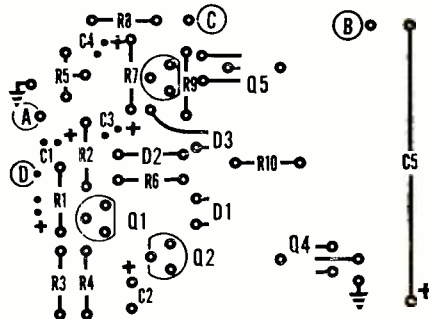 R8 C B
C4 +
R5 R7 R9 Q5
A
C3 + D3
+ C1 R2 D2 R10 C5
D R6
R1 Q1 D1
+
Q2 Q4
+
R3 R4 C2 +